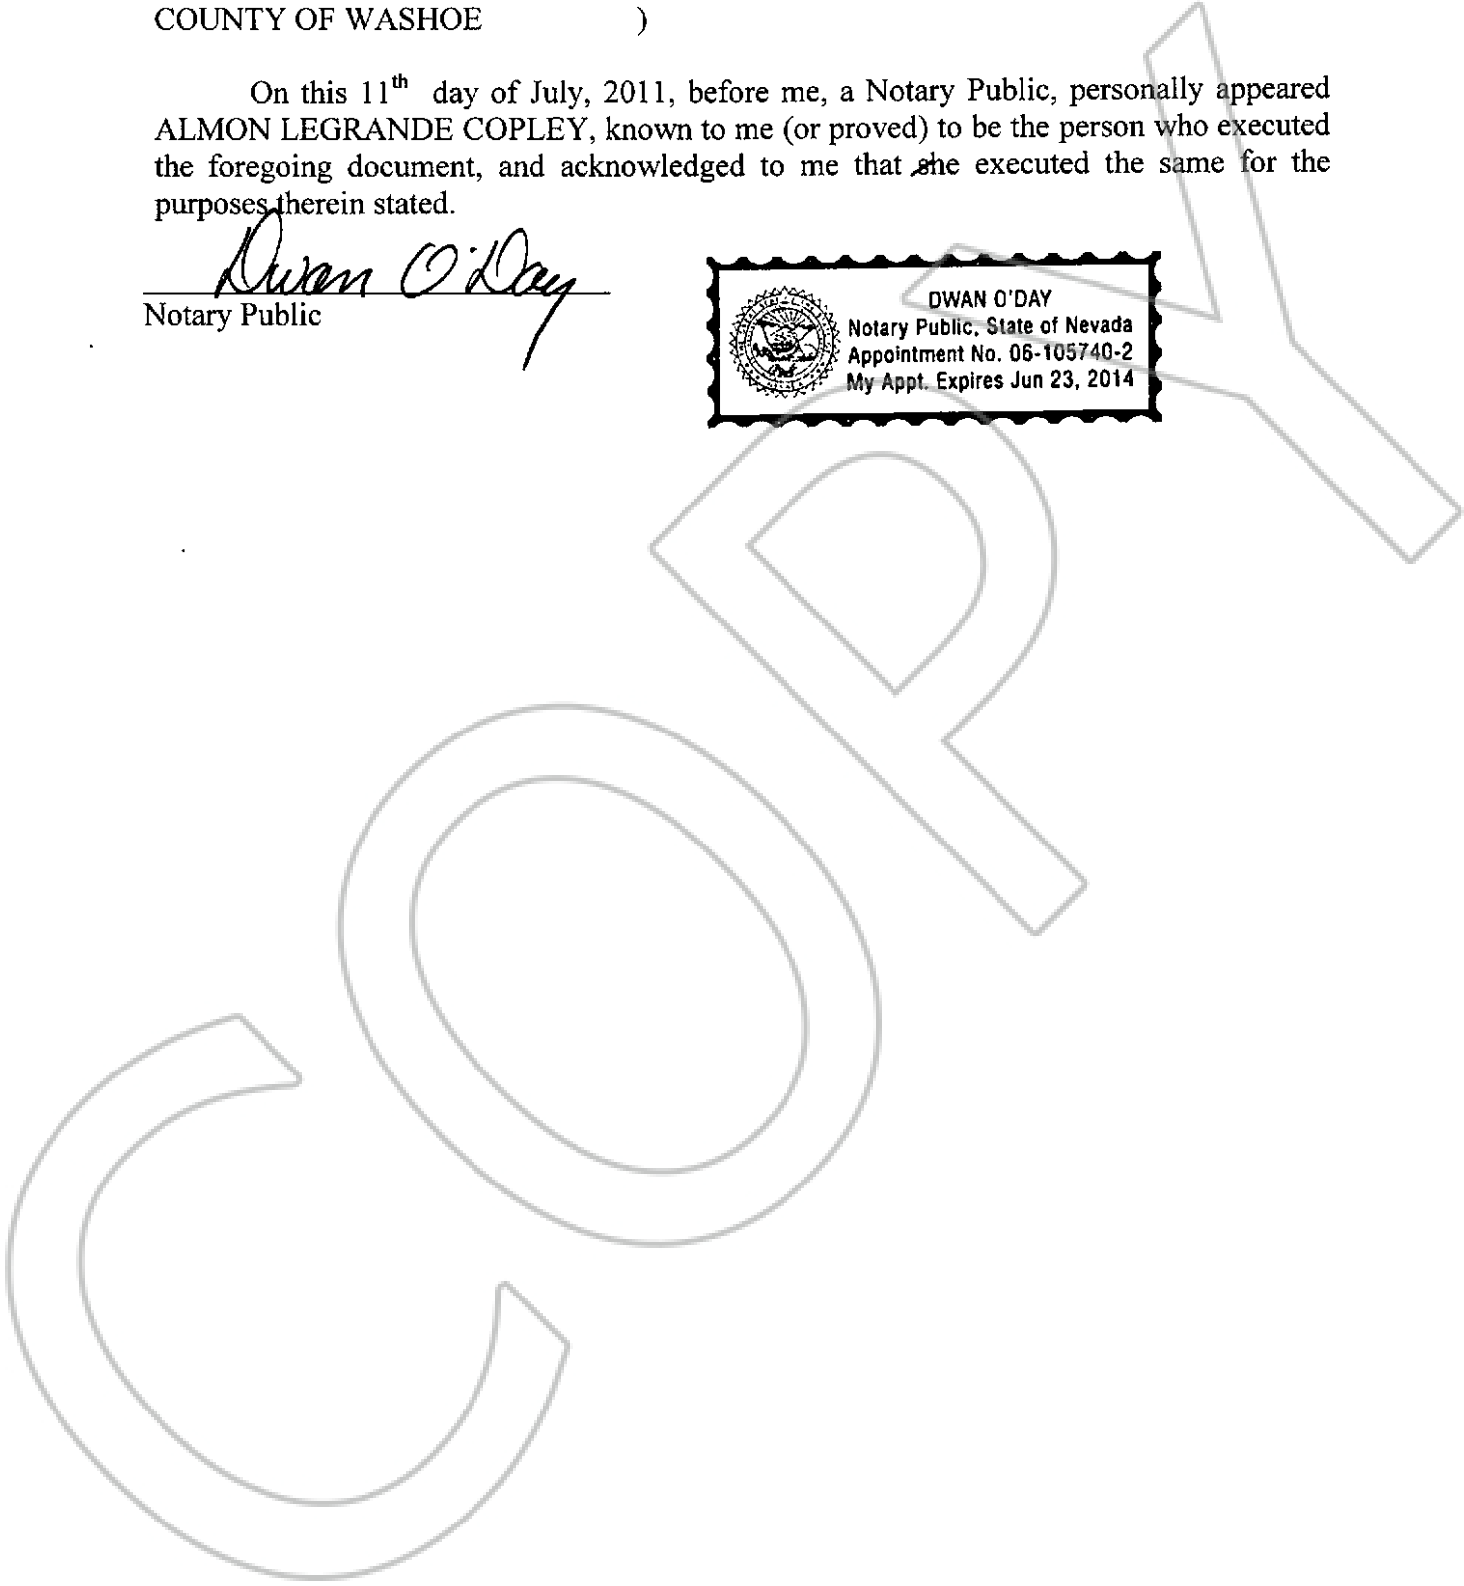 COUNTY OF WASHOE )
On this 11th day of July, 2011, before me, a Notary Public, personally appeared
ALMON LEGRANDE COPLEY, known to me (or proved) to be the person who executed
the foregoing document, and acknowledged to me that she executed the same for the
purposes therein stated.
Dwan O'Day
Notary Public
DWAN O'DAY
Notary Public, State of Nevada
Appointment No. 06-105740-2
My Appt. Expires Jun 23, 2014
COPY